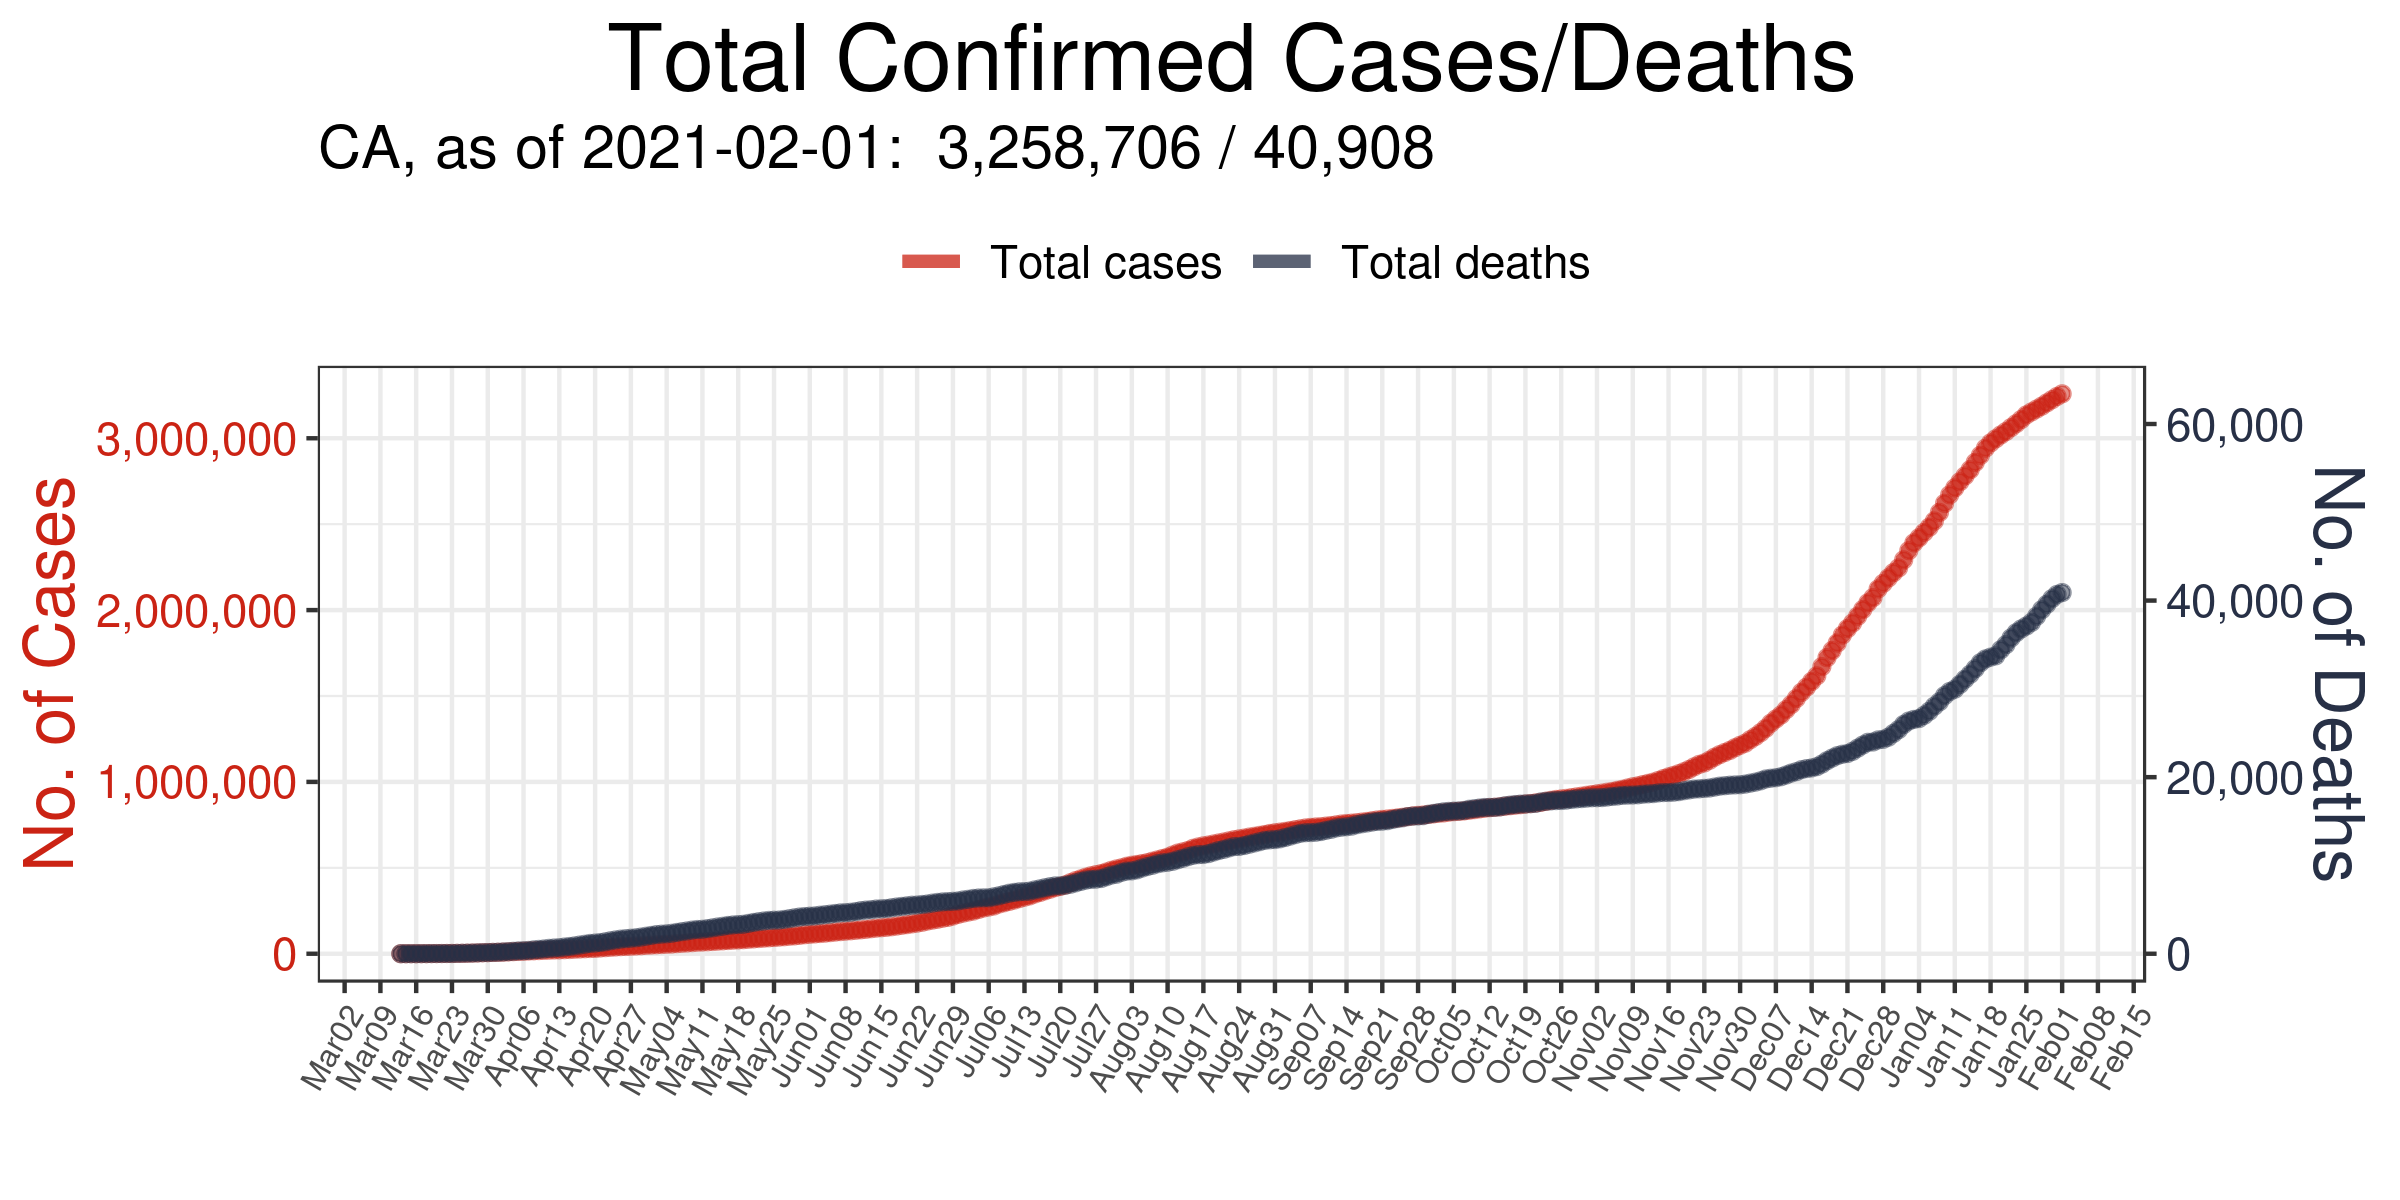 Total Confirmed Cases/Deaths
CA, as of 2021-02-01:  3,258,706 / 40,908
Total cases
Total deaths
No. of Cases
3,000,000
2,000,000
1,000,000
0
60,000
40,000
20,000
0
No. of Deaths
Mar02
Mar09
Mar16
Mar23
Mar30
Apr06
Apr13
Apr20
Apr27
May04
May11
May18
May25
Jun01
Jun08
Jun15
Jun22
Jun29
Jul06
Jul13
Jul20
Jul27
Aug03
Aug10
Aug17
Aug24
Aug31
Sep07
Sep14
Sep21
Sep28
Oct05
Oct12
Oct19
Oct26
Nov02
Nov09
Nov16
Nov23
Nov30
Dec07
Dec14
Dec21
Dec28
Jan04
Jan11
Jan18
Jan25
Feb01
Feb08
Feb15